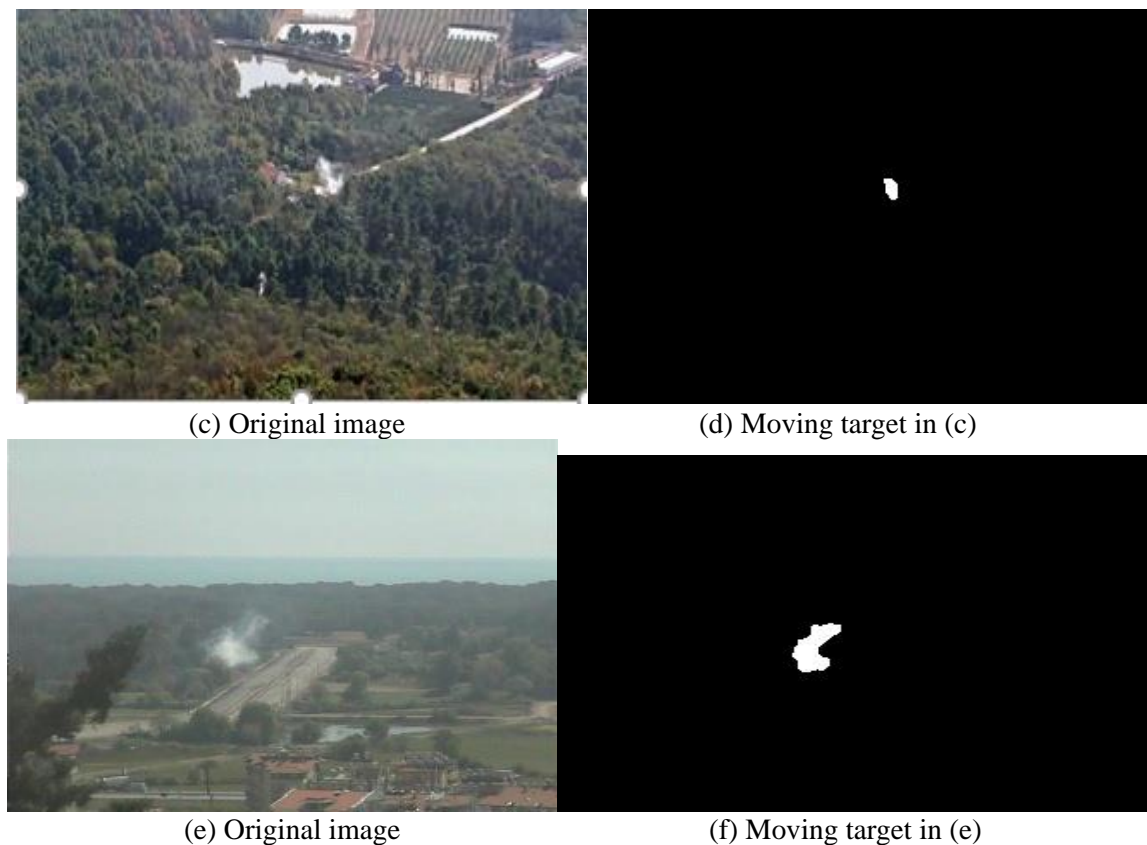 (c) Original image
(d) Moving target in (c)
(e) Original image
(f) Moving target in (e)